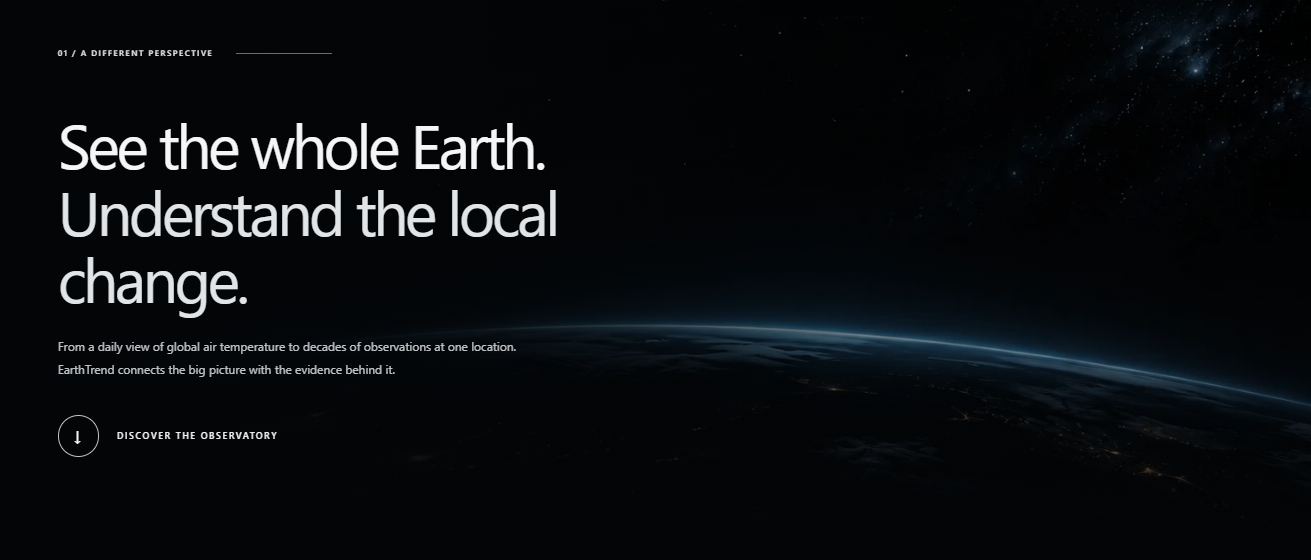 01 / A DIFFERENT PERSPECTIVE
See the whole Earth.
Understand the local
change.
From a daily view of global air temperature to decades of observations at one location.
EarthTrend connects the big picture with the evidence behind it.
DISCOVER THE OBSERVATORY